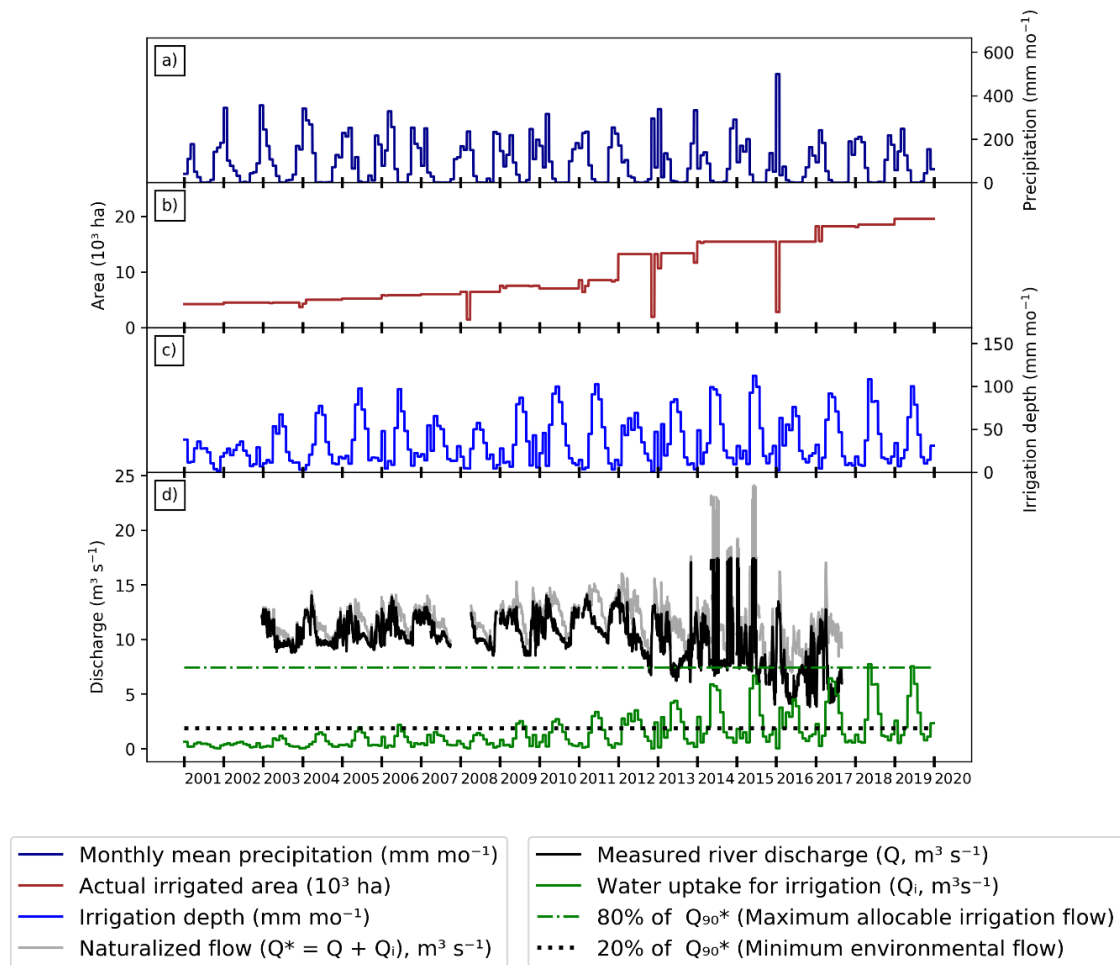 a)
600
400
200
0
Precipitation (mm mo⁻¹)
b)
20
10
0
Area (10³ ha)
c)
150
100
50
0
Irrigation depth (mm mo⁻¹)
d)
25
20
15
10
5
0
Discharge (m³ s⁻¹)
2001 2002 2003 2004 2005 2006 2007 2008 2009 2010 2011 2012 2013 2014 2015 2016 2017 2018 2019 2020
Monthly mean precipitation (mm mo⁻¹)
Actual irrigated area (10³ ha)
Irrigation depth (mm mo⁻¹)
Naturalized flow (Q* = Q + Qᵢ), m³ s⁻¹
Measured river discharge (Q, m³ s⁻¹)
Water uptake for irrigation (Qᵢ, m³s⁻¹)
80% of Q₉₀* (Maximum allocable irrigation flow)
20% of Q₉₀* (Minimum environmental flow)